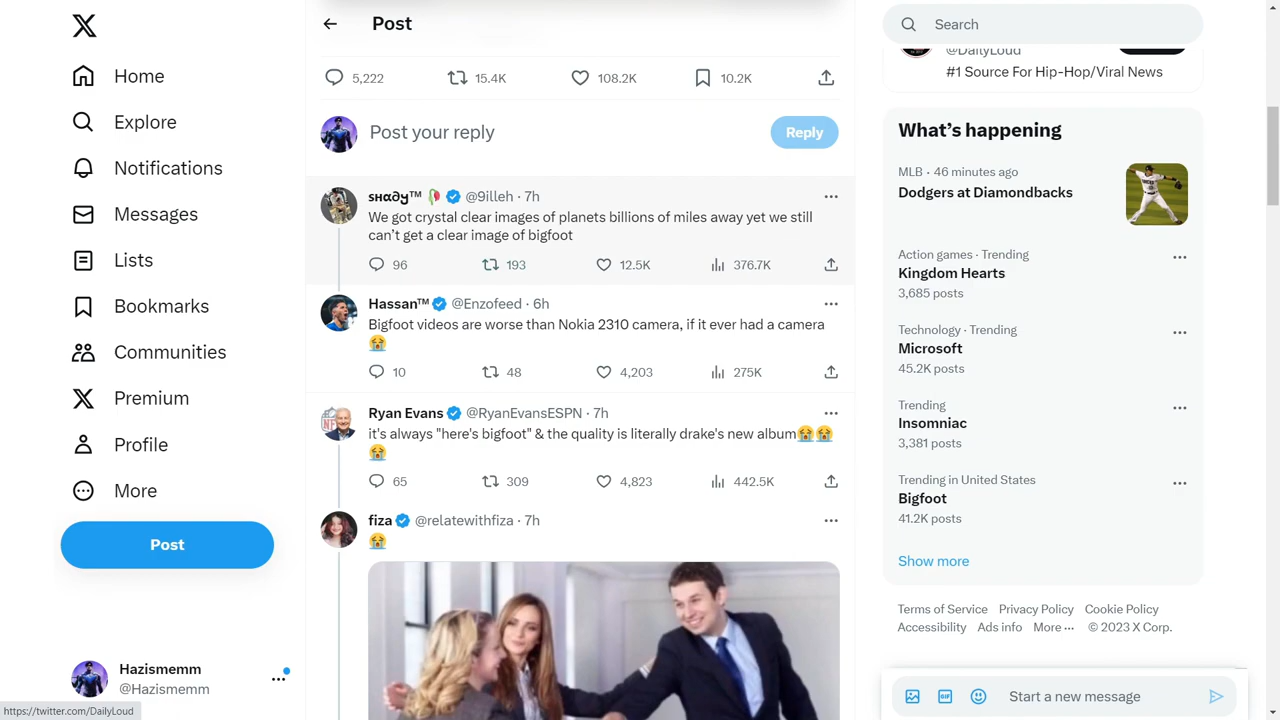 Post
Search
@DailyLoud
#1 Source For Hip-Hop/Viral News
Home
Explore
Notifications
Messages
Lists
Bookmarks
Communities
Premium
Profile
More
Post
Hazismemm
@Hazismemm
https://twitter.com/DailyLoud
5,222 15.4K 108.2K 10.2K
Post your reply
Reply
sнα∂y™ @9illeh · 7h
We got crystal clear images of planets billions of miles away yet we still
can’t get a clear image of bigfoot
96 193 12.5K 376.7K
Hassan™ @Enzofeed · 6h
Bigfoot videos are worse than Nokia 2310 camera, if it ever had a camera
😭
10 48 4,203 275K
Ryan Evans @RyanEvansESPN · 7h
it's always "here's bigfoot" & the quality is literally drake's new album😭😭
😭
65 309 4,823 442.5K
fiza @relatewithfiza · 7h
😭
What’s happening
MLB · 46 minutes ago
Dodgers at Diamondbacks
Action games · Trending
Kingdom Hearts
3,685 posts
Technology · Trending
Microsoft
45.2K posts
Trending
Insomniac
3,381 posts
Trending in United States
Bigfoot
41.2K posts
Show more
Terms of Service Privacy Policy Cookie Policy
Accessibility Ads info More ··· © 2023 X Corp.
Start a new message
NFL